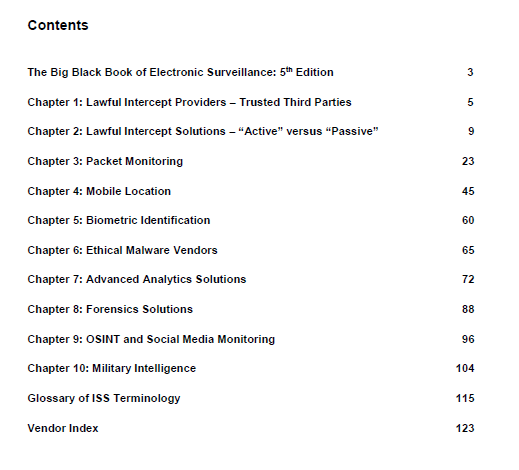 Contents
The Big Black Book of Electronic Surveillance: 5th Edition 3
Chapter 1: Lawful Intercept Providers – Trusted Third Parties 5
Chapter 2: Lawful Intercept Solutions – “Active” versus “Passive” 9
Chapter 3: Packet Monitoring 23
Chapter 4: Mobile Location 45
Chapter 5: Biometric Identification 60
Chapter 6: Ethical Malware Vendors 65
Chapter 7: Advanced Analytics Solutions 72
Chapter 8: Forensics Solutions 88
Chapter 9: OSINT and Social Media Monitoring 96
Chapter 10: Military Intelligence 104
Glossary of ISS Terminology 115
Vendor Index 123